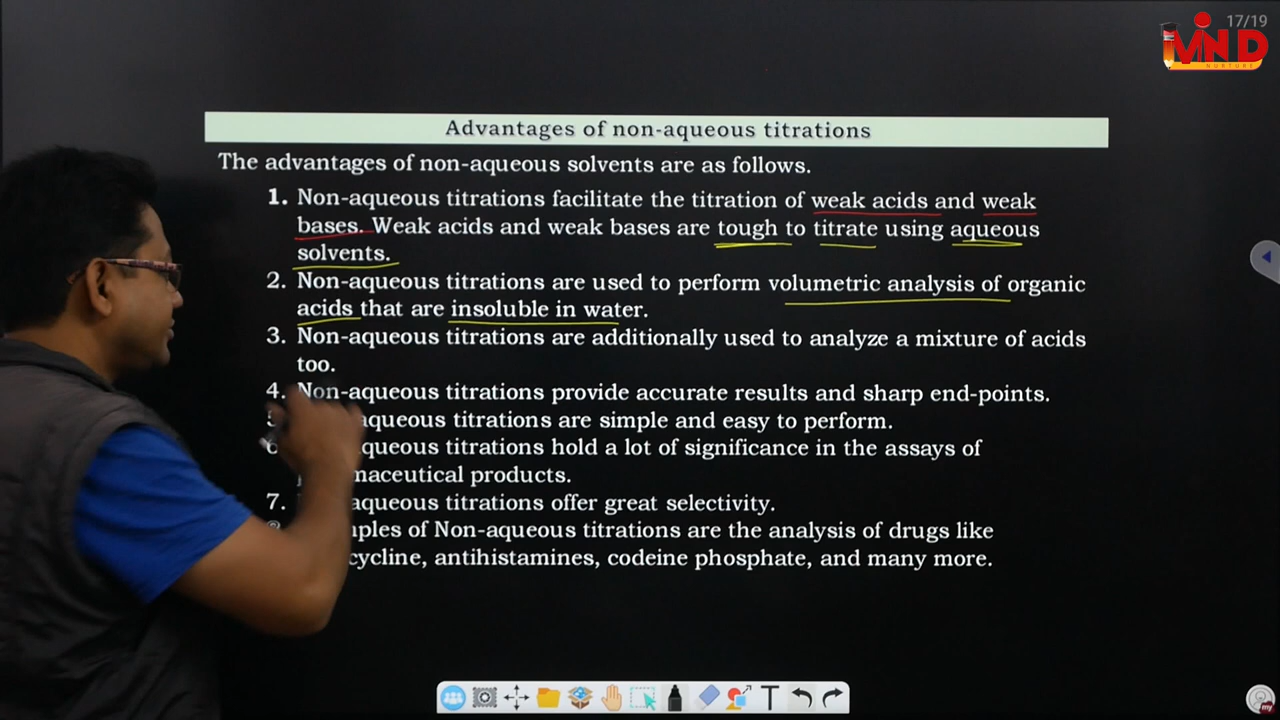 17/19
iMIND
NURTURE
Advantages of non-aqueous titrations
The advantages of non-aqueous solvents are as follows.
1. Non-aqueous titrations facilitate the titration of weak acids and weak
bases. Weak acids and weak bases are tough to titrate using aqueous
solvents.
2. Non-aqueous titrations are used to perform volumetric analysis of organic
acids that are insoluble in water.
3. Non-aqueous titrations are additionally used to analyze a mixture of acids
too.
4. Non-aqueous titrations provide accurate results and sharp end-points.
aqueous titrations are simple and easy to perform.
queous titrations hold a lot of significance in the assays of
maceutical products.
7. aqueous titrations offer great selectivity.
ples of Non-aqueous titrations are the analysis of drugs like
cycline, antihistamines, codeine phosphate, and many more.
T
my